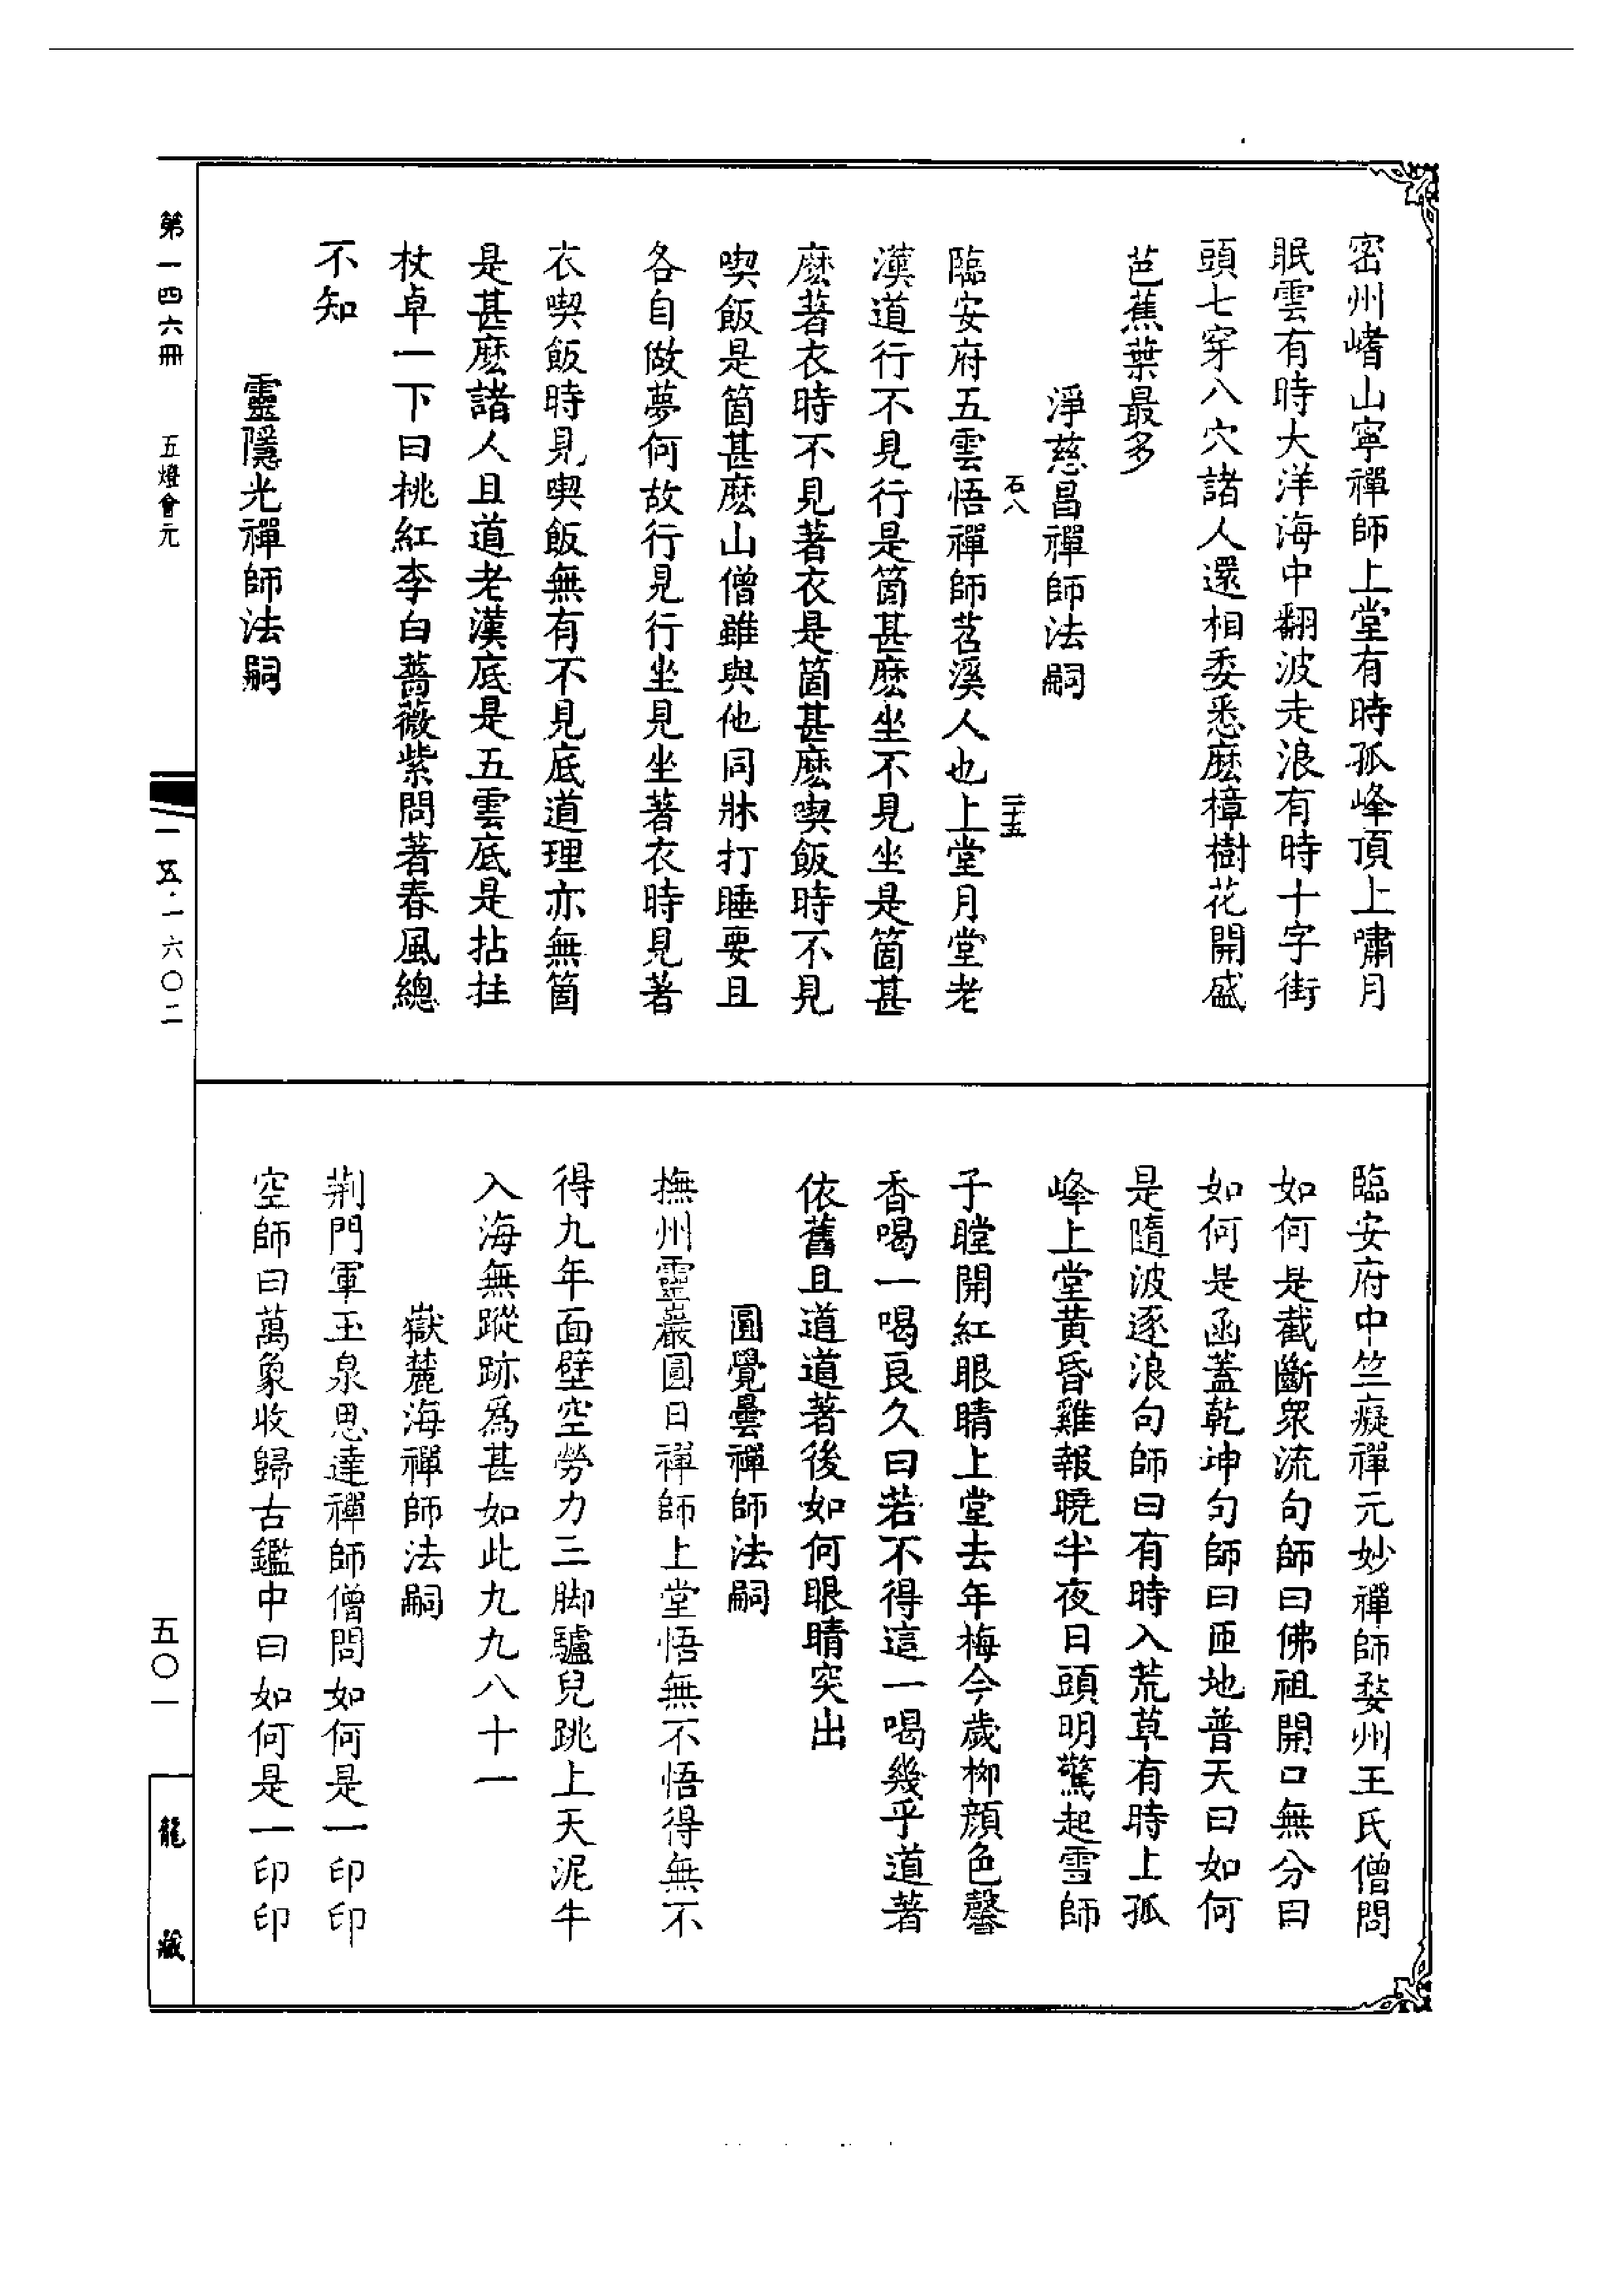 密州嵖山寧禪師上堂有時孤峰頂上嘯月
眠雲有時大洋海中翻波走浪有時十字街
頭七穿八穴諸人還相委悉麽樟樹花開盛
芭蕉葉最多
淨慈昌禪師法嗣
石八
二十五
臨安府五雲悟禪師苕溪人也上堂月堂老
漢道行不見行是箇甚麽坐不見坐是箇甚
麽著衣時不見著衣是箇甚麽喫飯時不見
喫飯是箇甚麽山僧雖與他同牀打睡要且
各自做夢何故行見行坐見坐著衣時見著
衣喫飯時見喫飯無有不見底道理亦無箇
是甚麽諸人且道老漢底是五雲底是拈拄
杖卓一下曰桃紅李白薔薇紫問著春風總
不知
靈隱光禪師法嗣
臨安府中竺癡禪元妙禪師婺州王氏僧問
如何是截斷衆流句師曰佛祖開口無分曰
如何是函蓋乾坤句師曰匝地普天曰如何
是隨波逐浪句師曰有時入荒草有時上孤
峰上堂黃昏雞報曉半夜日頭明驚起雪師
子瞠開紅眼睛上堂去年梅今歲柳顔色馨
香喝一喝良久曰若不得這一喝幾乎道著
依舊且道道著後如何眼睛突出
圓覺曇禪師法嗣
撫州靈巖圓日禪師上堂悟無不悟得無不
得九年面壁空勞力三脚驢兒跳上天泥牛
入海無蹤跡爲甚如此九九八十一
嶽麓海禪師法嗣
荆門軍玉泉思達禪師僧問如何是一印印
空師曰萬象收歸古鑑中曰如何是一印印
第一四六冊
五燈會元
一五·一六〇二
五〇一
龍藏